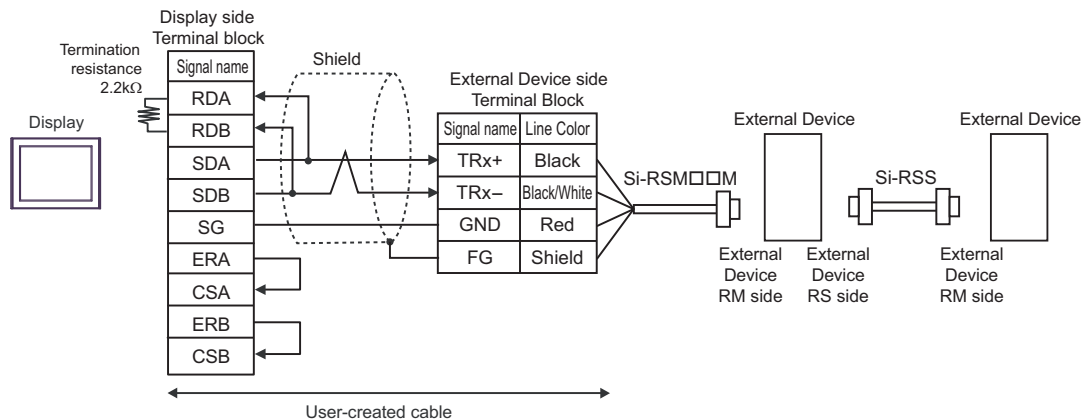 Display side
Terminal block
Termination
resistance
2.2kΩ
Signal name
RDA
RDB
SDA
SDB
SG
ERA
CSA
ERB
CSB
Display
Shield
External Device side
Terminal Block
Signal name Line Color
TRx+ Black
TRx– Black/White
GND Red
FG Shield
Si-RSM□□M
External Device
Si-RSS
External Device
External
Device
RM side
External
Device
RS side
External
Device
RM side
User-created cable